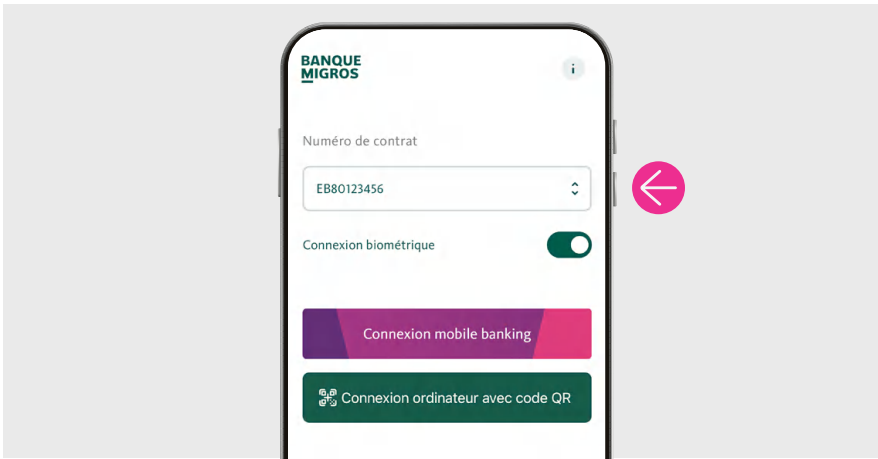 BANQUE
MIGROS
i
Numéro de contrat
EB80123456
Connexion biométrique
Connexion mobile banking
Connexion ordinateur avec code QR